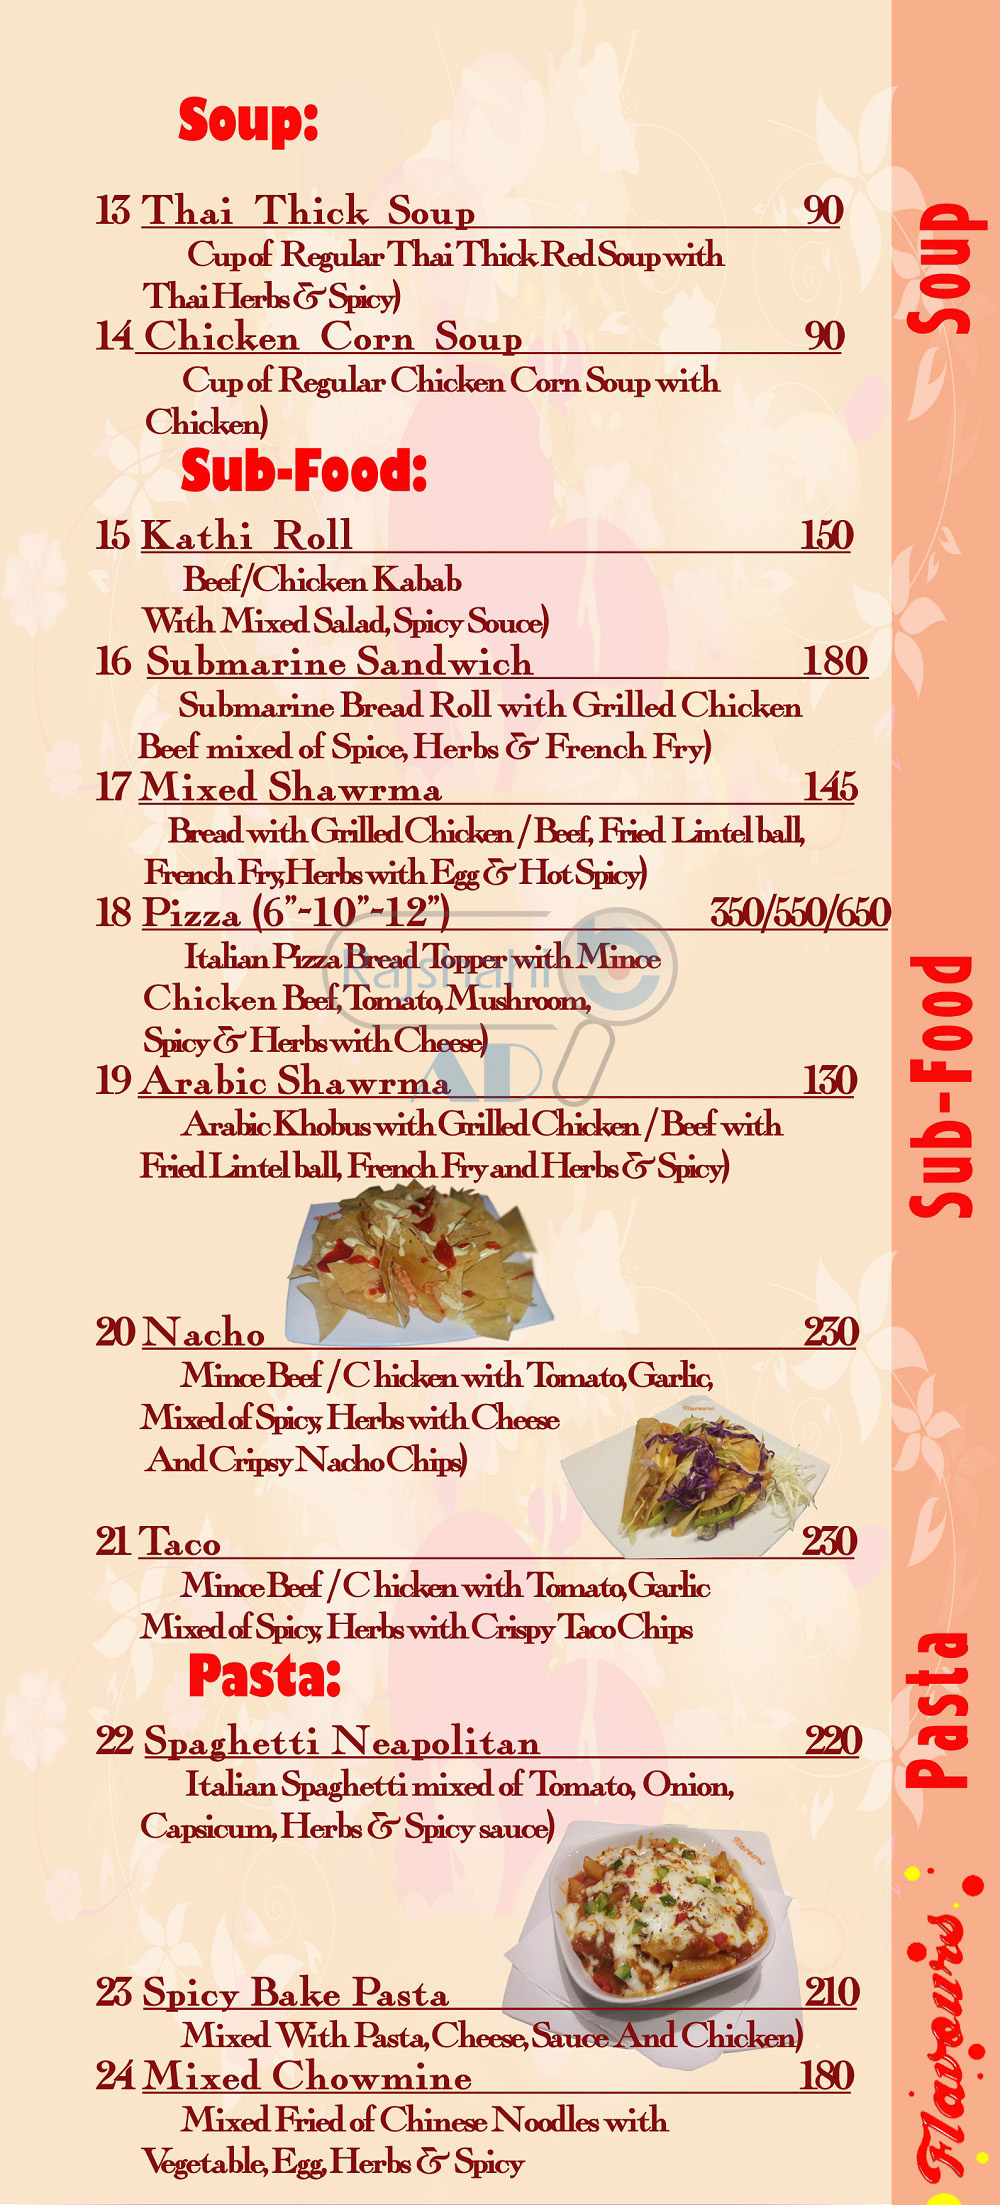 Soup:
13 Thai Thick Soup 90
Cup of Regular Thai Thick Red Soup with
Thai Herbs & Spicy)
14 Chicken Corn Soup 90
Cup of Regular Chicken Corn Soup with
Chicken)
Sub-Food:
15 Kathi Roll 150
Beef/Chicken Kabab
With Mixed Salad, Spicy Souce)
16 Submarine Sandwich 180
Submarine Bread Roll with Grilled Chicken
Beef mixed of Spice, Herbs & French Fry)
17 Mixed Shawrma 145
Bread with Grilled Chicken / Beef, Fried Lintel ball,
French Fry, Herbs with Egg & Hot Spicy)
18 Pizza (6"-10"-12") 350/550/650
Italian Pizza Bread Topper with Mince
Chicken Beef, Tomato, Mushroom,
Spicy & Herbs with Cheese)
19 Arabic Shawrma 130
Arabic Khobus with Grilled Chicken / Beef with
Fried Lintel ball, French Fry and Herbs & Spicy)
20 Nacho 230
Mince Beef / Chicken with Tomato, Garlic,
Mixed of Spicy, Herbs with Cheese
And Cripsy Nacho Chips)
21 Taco 230
Mince Beef / Chicken with Tomato, Garlic
Mixed of Spicy, Herbs with Crispy Taco Chips
Pasta:
22 Spaghetti Neapolitan 220
Italian Spaghetti mixed of Tomato, Onion,
Capsicum, Herbs & Spicy sauce)
23 Spicy Bake Pasta 210
Mixed With Pasta, Cheese, Sauce And Chicken)
24 Mixed Chowmine 180
Mixed Fried of Chinese Noodles with
Vegetable, Egg, Herbs & Spicy
Soup
Sub-Food
Pasta
Flavours
Rajshahi
AD